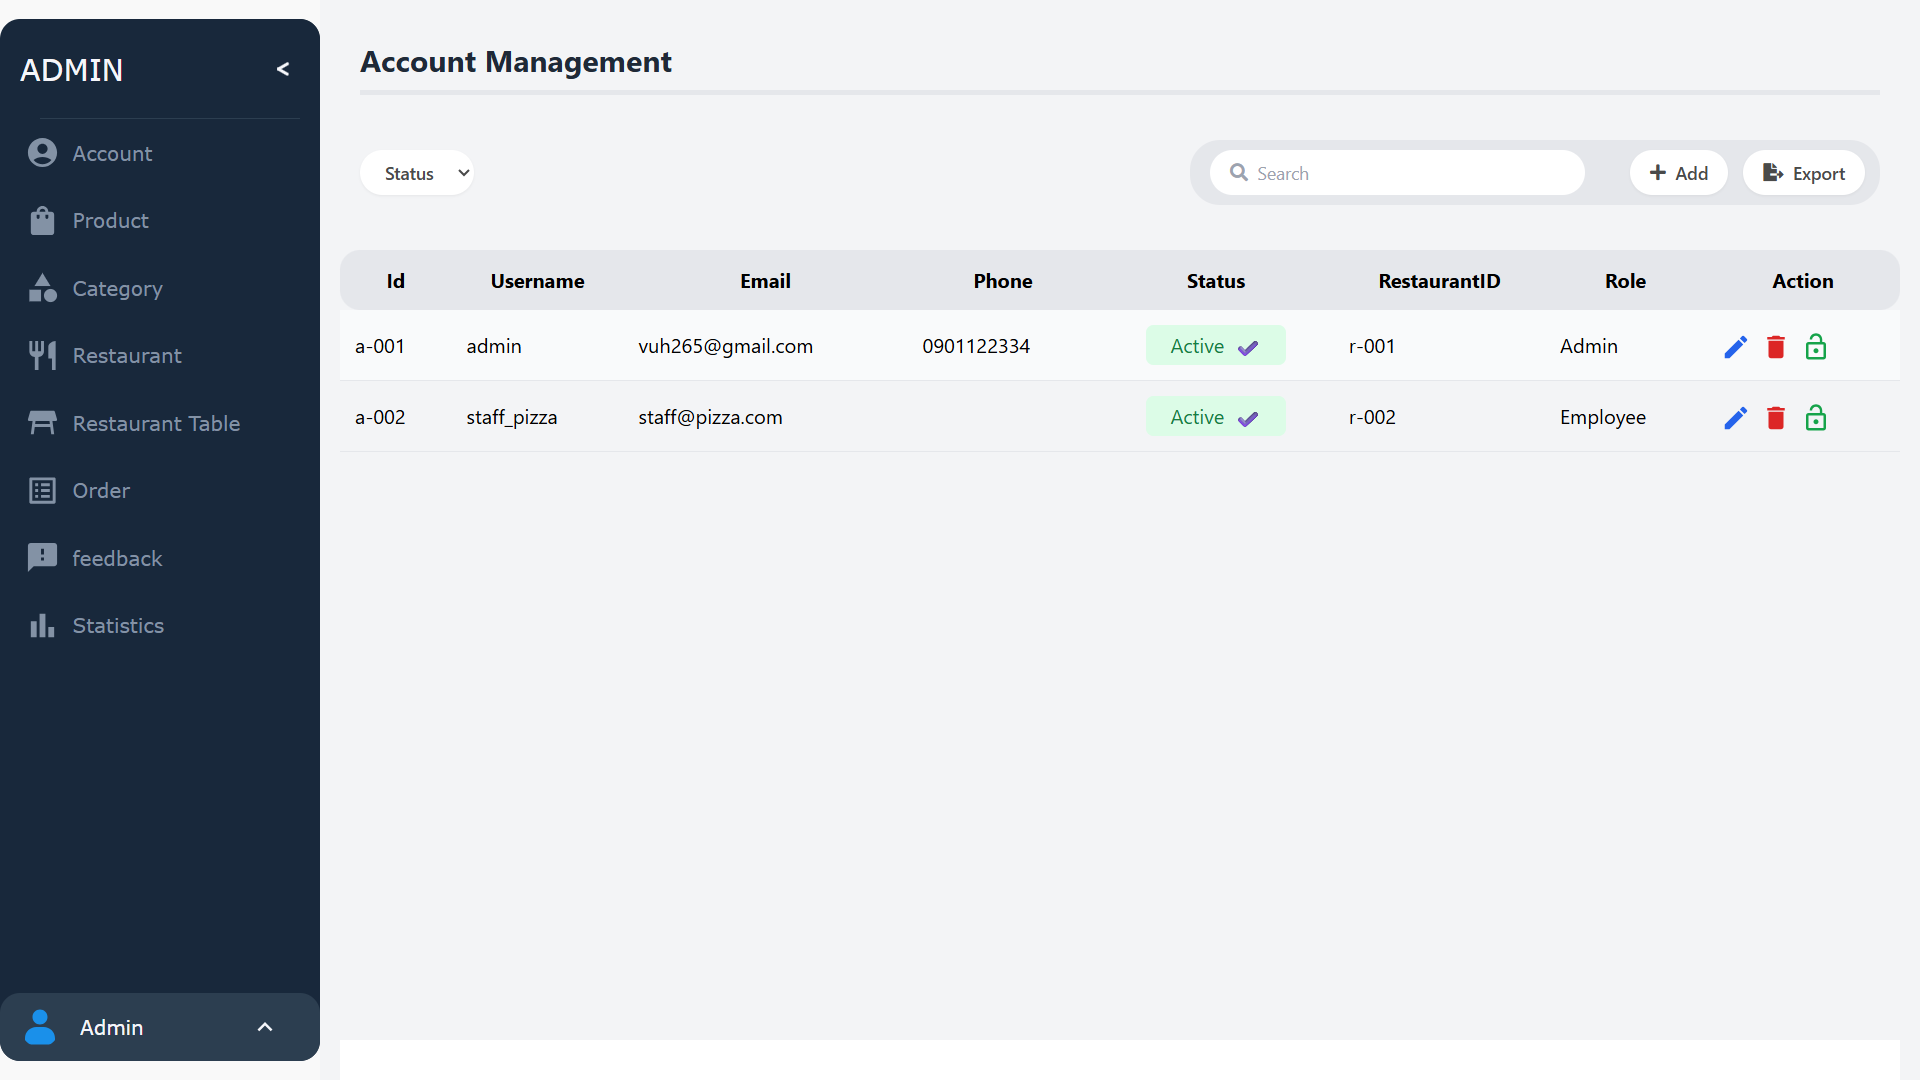 ADMIN <
Account
Product
Category
Restaurant
Restaurant Table
Order
feedback
Statistics
Admin
Account Management
Status
Search
Add
Export
Id Username Email Phone Status RestaurantID Role Action
a-001 admin vuh265@gmail.com 0901122334 Active r-001 Admin
a-002 staff_pizza staff@pizza.com Active r-002 Employee